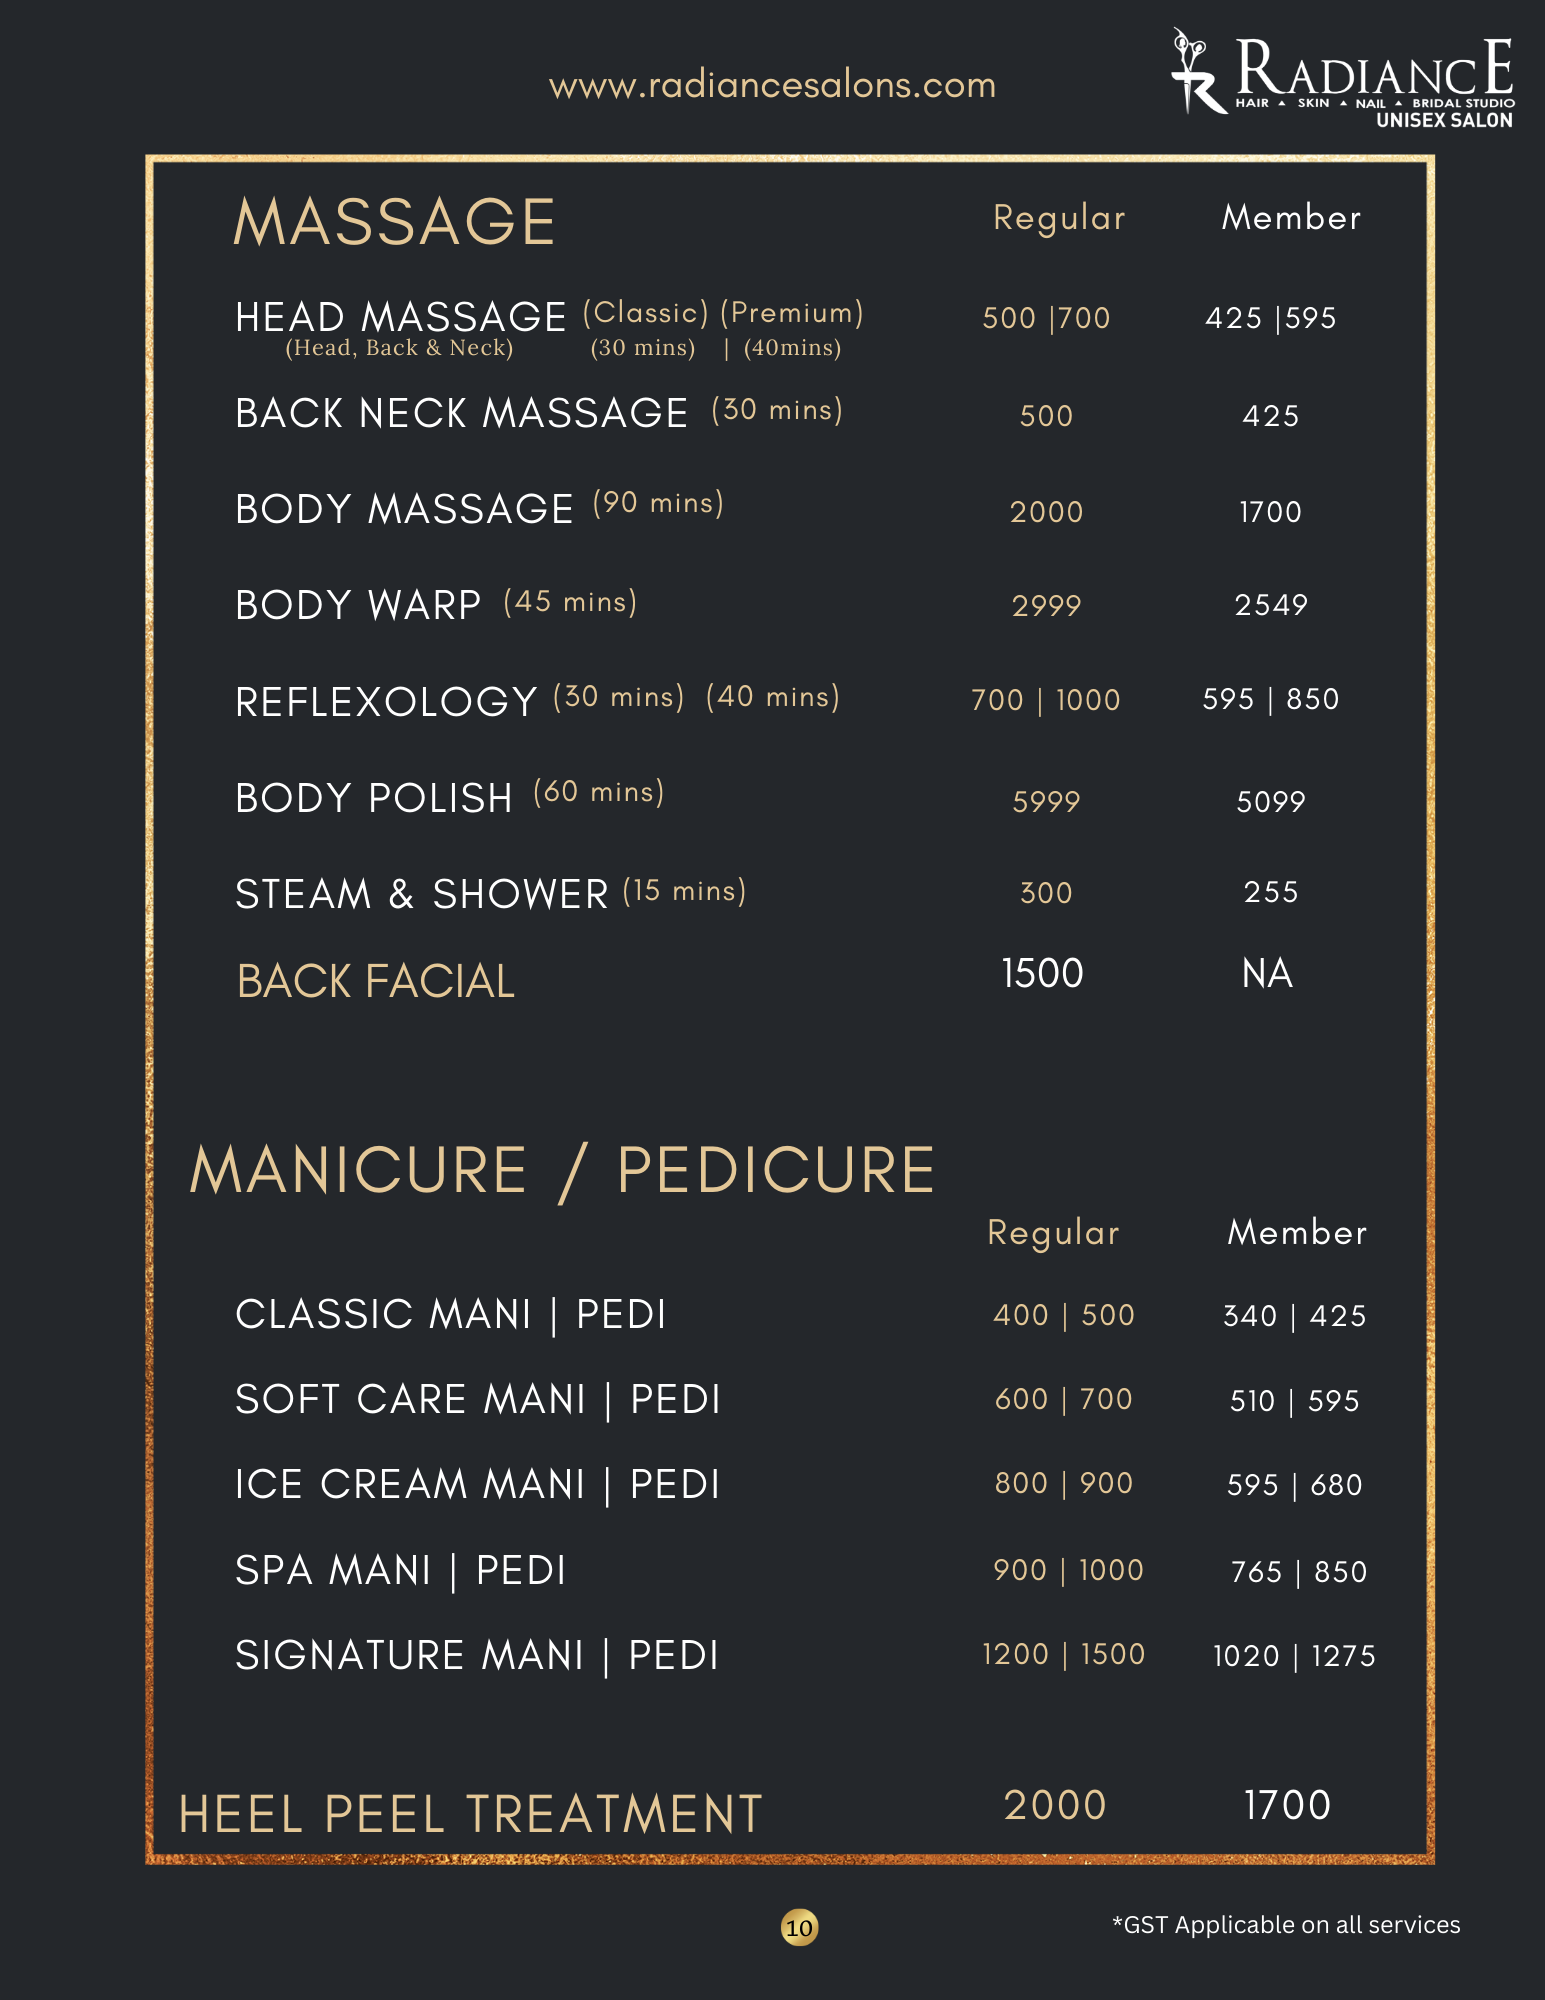 www.radiancesalons.com
RADIANCE
HAIR ▲ SKIN ▲ NAIL ▲ BRIDAL STUDIO
UNISEX SALON
MASSAGE Regular Member
HEAD MASSAGE (Classic) (Premium) 500 |700 425 |595
(Head, Back & Neck) (30 mins) | (40mins)
BACK NECK MASSAGE (30 mins) 500 425
BODY MASSAGE (90 mins) 2000 1700
BODY WARP (45 mins) 2999 2549
REFLEXOLOGY (30 mins) (40 mins) 700 | 1000 595 | 850
BODY POLISH (60 mins) 5999 5099
STEAM & SHOWER (15 mins) 300 255
BACK FACIAL 1500 NA
MANICURE / PEDICURE
Regular Member
CLASSIC MANI | PEDI 400 | 500 340 | 425
SOFT CARE MANI | PEDI 600 | 700 510 | 595
ICE CREAM MANI | PEDI 800 | 900 595 | 680
SPA MANI | PEDI 900 | 1000 765 | 850
SIGNATURE MANI | PEDI 1200 | 1500 1020 | 1275
HEEL PEEL TREATMENT 2000 1700
10
*GST Applicable on all services